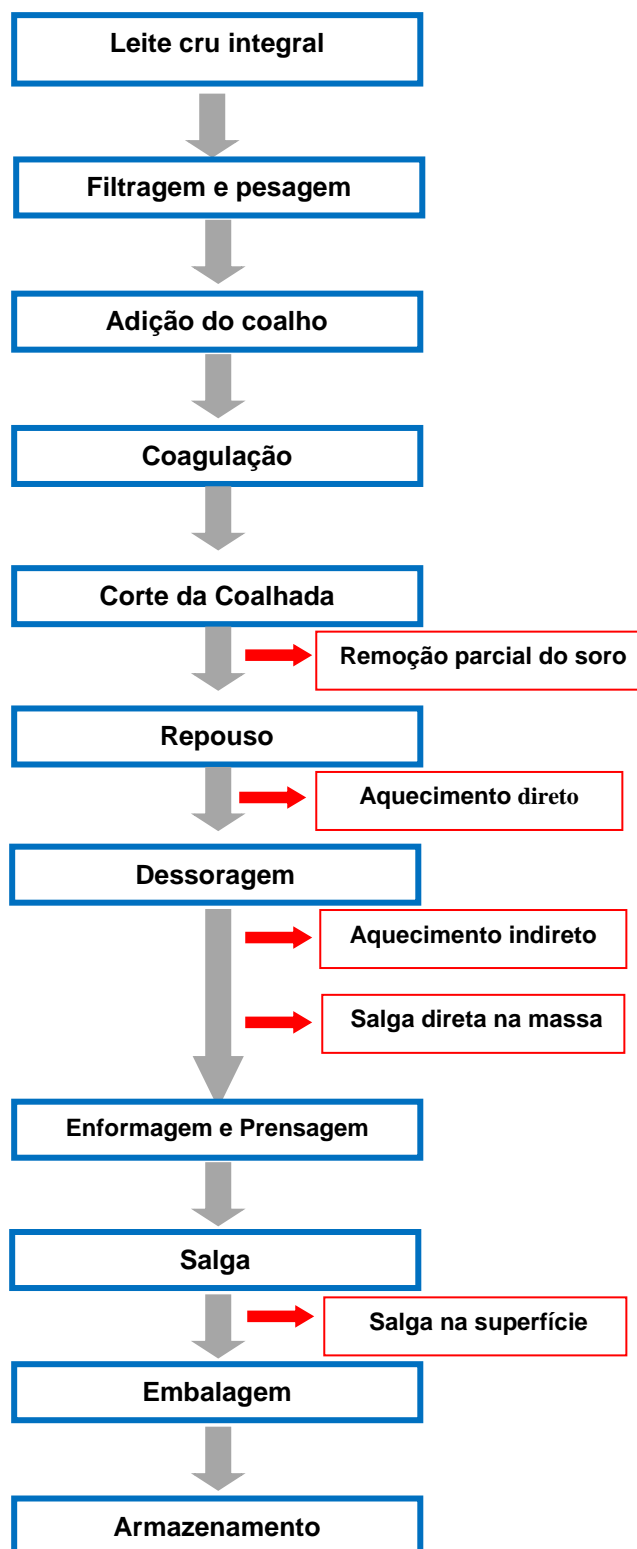 Leite cru integral
Filtragem e pesagem
Adição do coalho
Coagulação
Corte da Coalhada
Remoção parcial do soro
Repouso
Aquecimento direto
Dessoragem
Aquecimento indireto
Salga direta na massa
Enformagem e Prensagem
Salga
Salga na superfície
Embalagem
Armazenamento